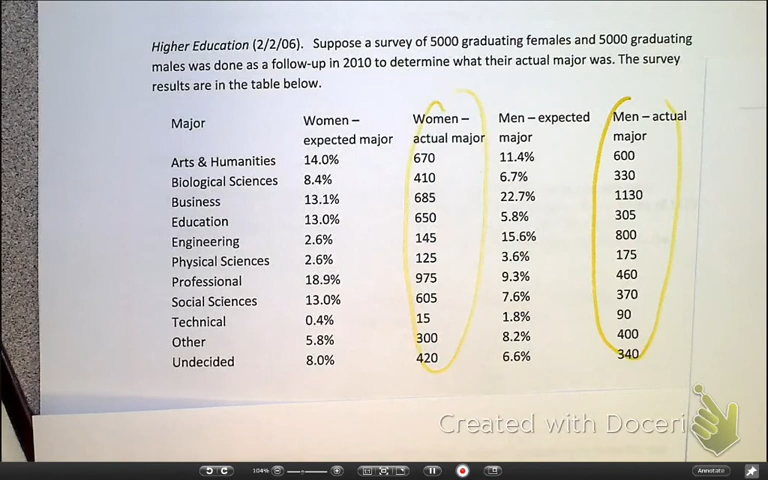 Higher Education (2/2/06). Suppose a survey of 5000 graduating females and 5000 graduating
males was done as a follow-up in 2010 to determine what their actual major was. The survey
results are in the table below.
Major Women – expected major Women – actual major Men – expected major Men – actual major
Arts & Humanities 14.0% 670 11.4% 600
Biological Sciences 8.4% 410 6.7% 330
Business 13.1% 685 22.7% 1130
Education 13.0% 650 5.8% 305
Engineering 2.6% 145 15.6% 800
Physical Sciences 2.6% 125 3.6% 175
Professional 18.9% 975 9.3% 460
Social Sciences 13.0% 605 7.6% 370
Technical 0.4% 15 1.8% 90
Other 5.8% 300 8.2% 400
Undecided 8.0% 420 6.6% 340
Created with Doceri
104% Annotate